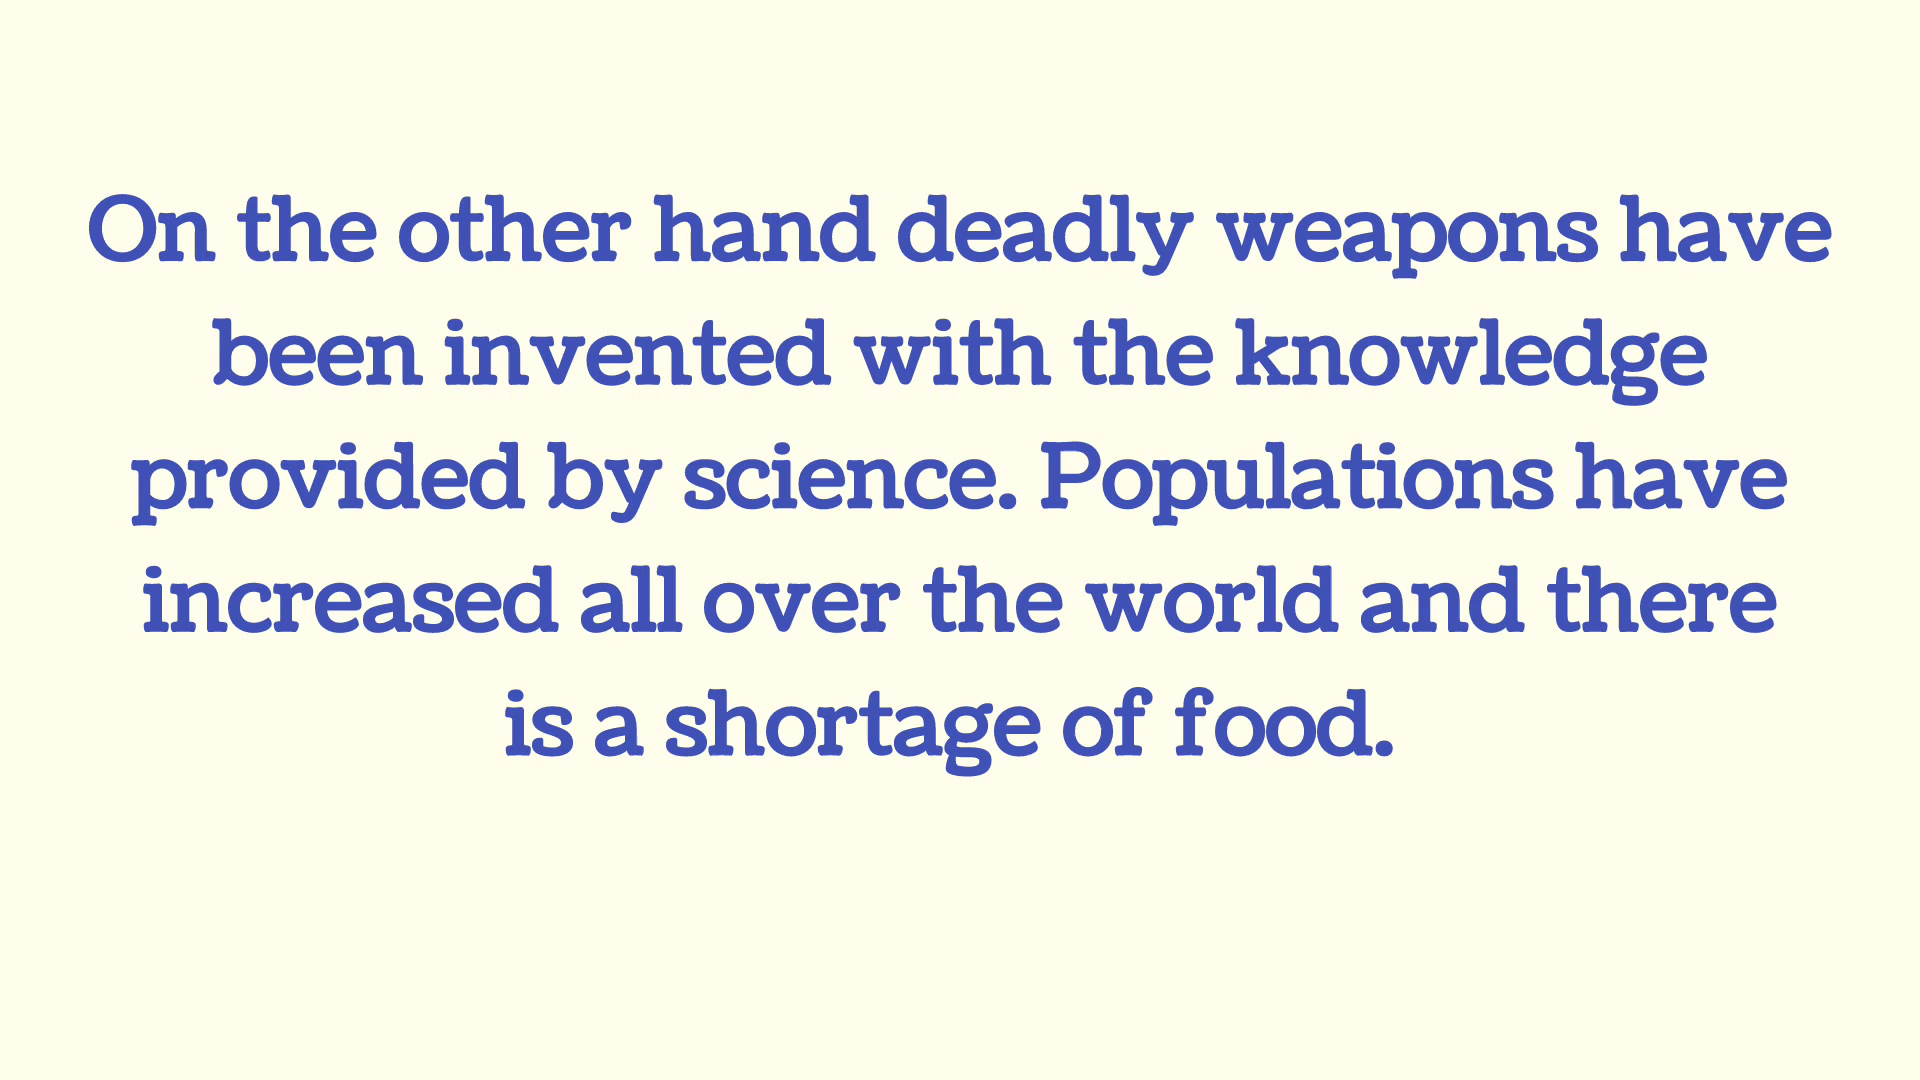 On the other hand deadly weapons have
been invented with the knowledge
provided by science. Populations have
increased all over the world and there
is a shortage of food.